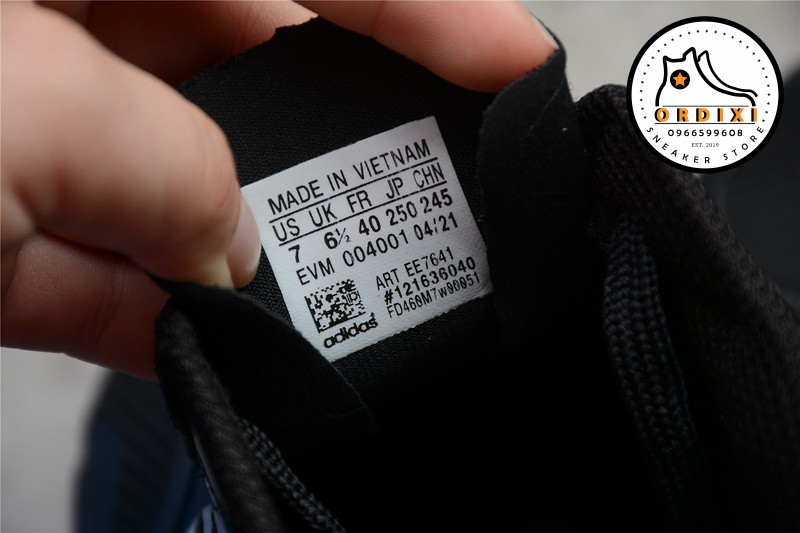 MADE IN VIETNAM
US UK FR JP CHN
7 6½ 40 250 245
EVM 004001 04/21
ART EE7641
#121636040
FD460M7w00051
adidas
ORDIXI
0966599608
EST. 2019
SNEAKER STORE